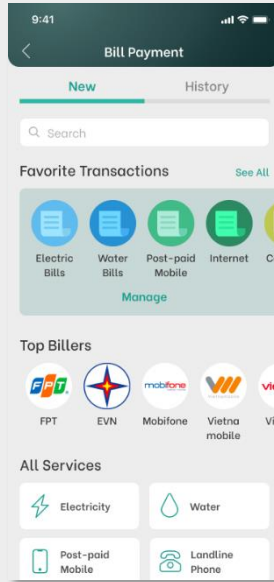 9:41
Bill Payment
New History
Search
Favorite Transactions See All
Electric Water Post-paid Internet C
Bills Bills Mobile
Manage
Top Billers
FPT mobifone vie
FPT EVN Mobifone Vietna Vi
mobile
All Services
Electricity Water
Post-paid Landline
Mobile Phone